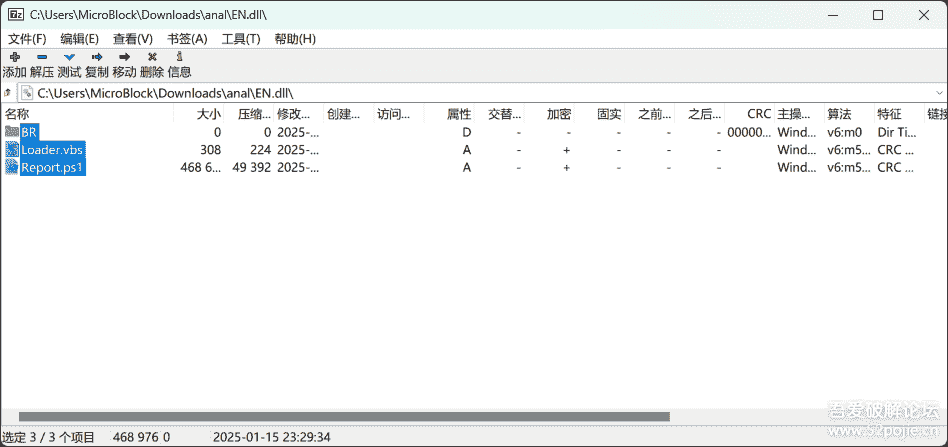 C:\Users\MicroBlock\Downloads\anal\EN.dll\
文件(F) 编辑(E) 查看(V) 书签(A) 工具(T) 帮助(H)
添加 解压 测试 复制 移动 删除 信息
C:\Users\MicroBlock\Downloads\anal\EN.dll\
名称 大小 压缩... 修改... 创建... 访问... 属性 交替... 加密 固实 之前... 之后... CRC 主操... 算法 特征 链接
BR 0 0 2025-... D - - - - - 00000... Wind... v6:m0 Dir Ti...
Loader.vbs 308 224 2025-... A - + - - - Wind... v6:m5... CRC ...
Report.ps1 468 6... 49 392 2025-... A - + - - - Wind... v6:m5... CRC ...
选定 3 / 3 个项目 468 976 0 2025-01-15 23:29:34
吾爱破解论坛
www.52pojie.cn